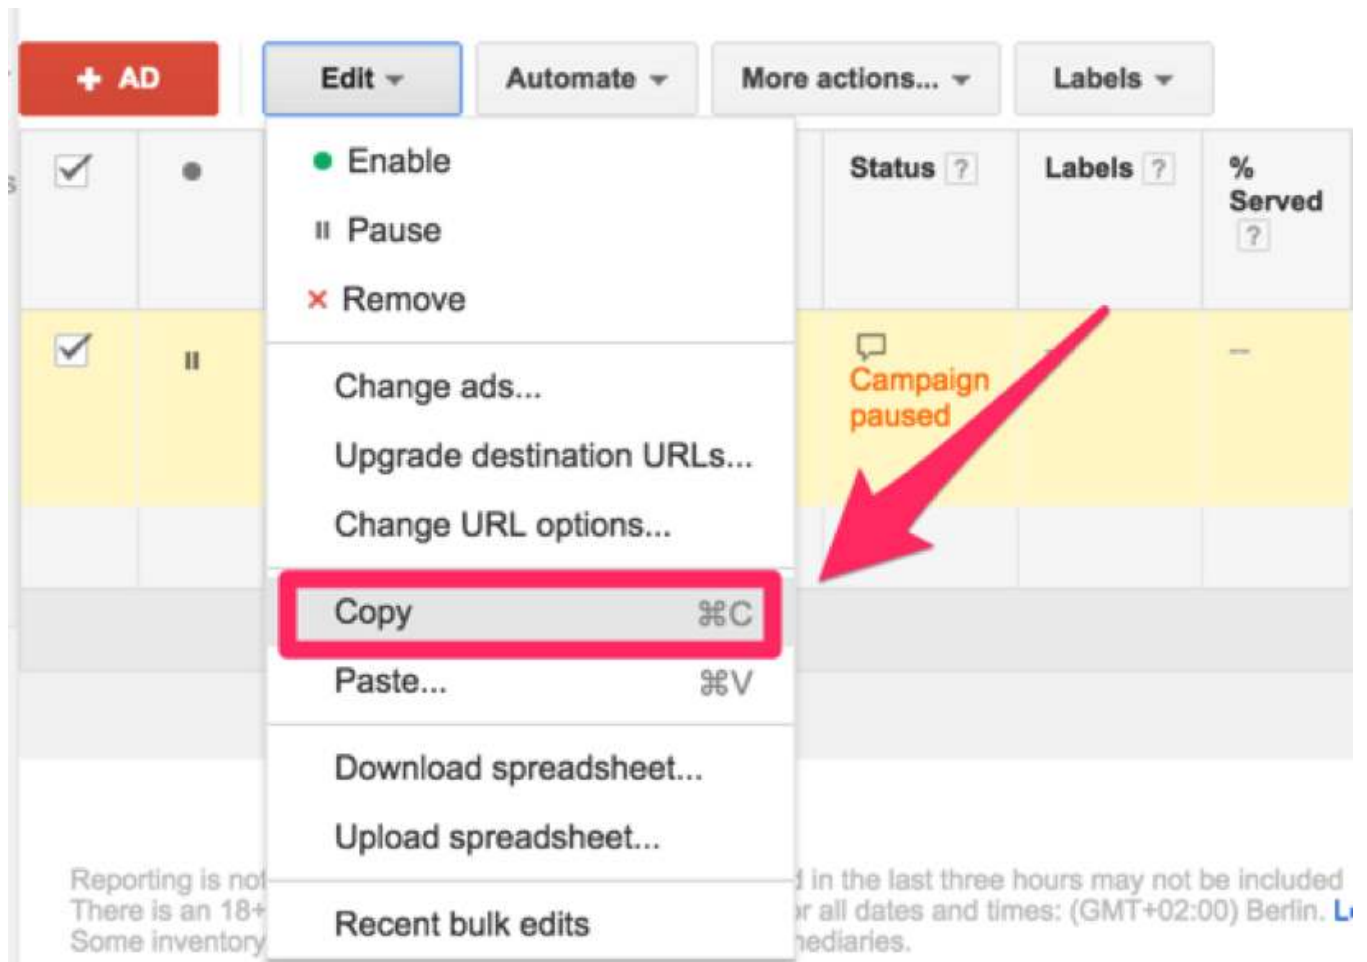 + AD
Edit
Automate
More actions...
Labels
Enable
Pause
Remove
Change ads...
Upgrade destination URLs...
Change URL options...
Copy ⌘C
Paste... ⌘V
Download spreadsheet...
Upload spreadsheet...
Recent bulk edits
Status ?
Labels ?
%
Served
?
Campaign
paused
--
Reporting is not
in the last three hours may not be included
There is an 18+
all dates and times: (GMT+02:00) Berlin.
Some inventory